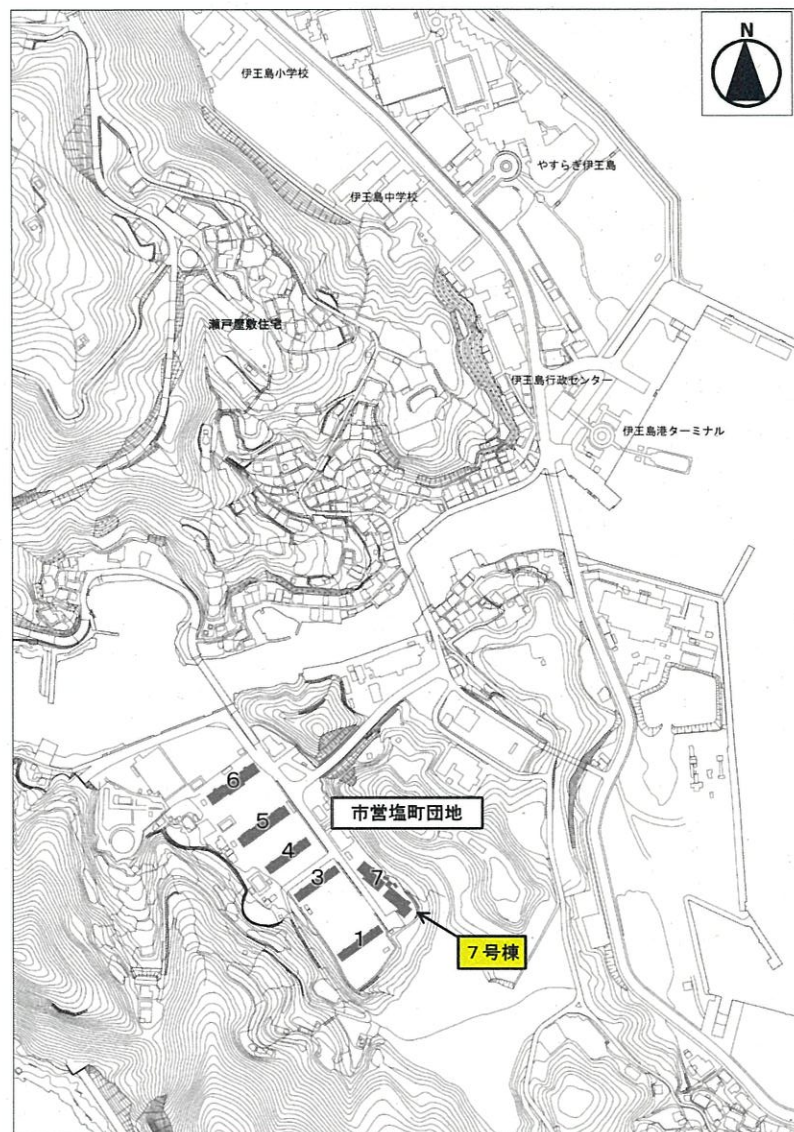 N
伊王島小学校
やすらぎ伊王島
伊王島中学校
瀬戸屋敷住宅
伊王島行政センター
伊王島港ターミナル
6
市営塩町団地
5
4
3
7
1
7号棟